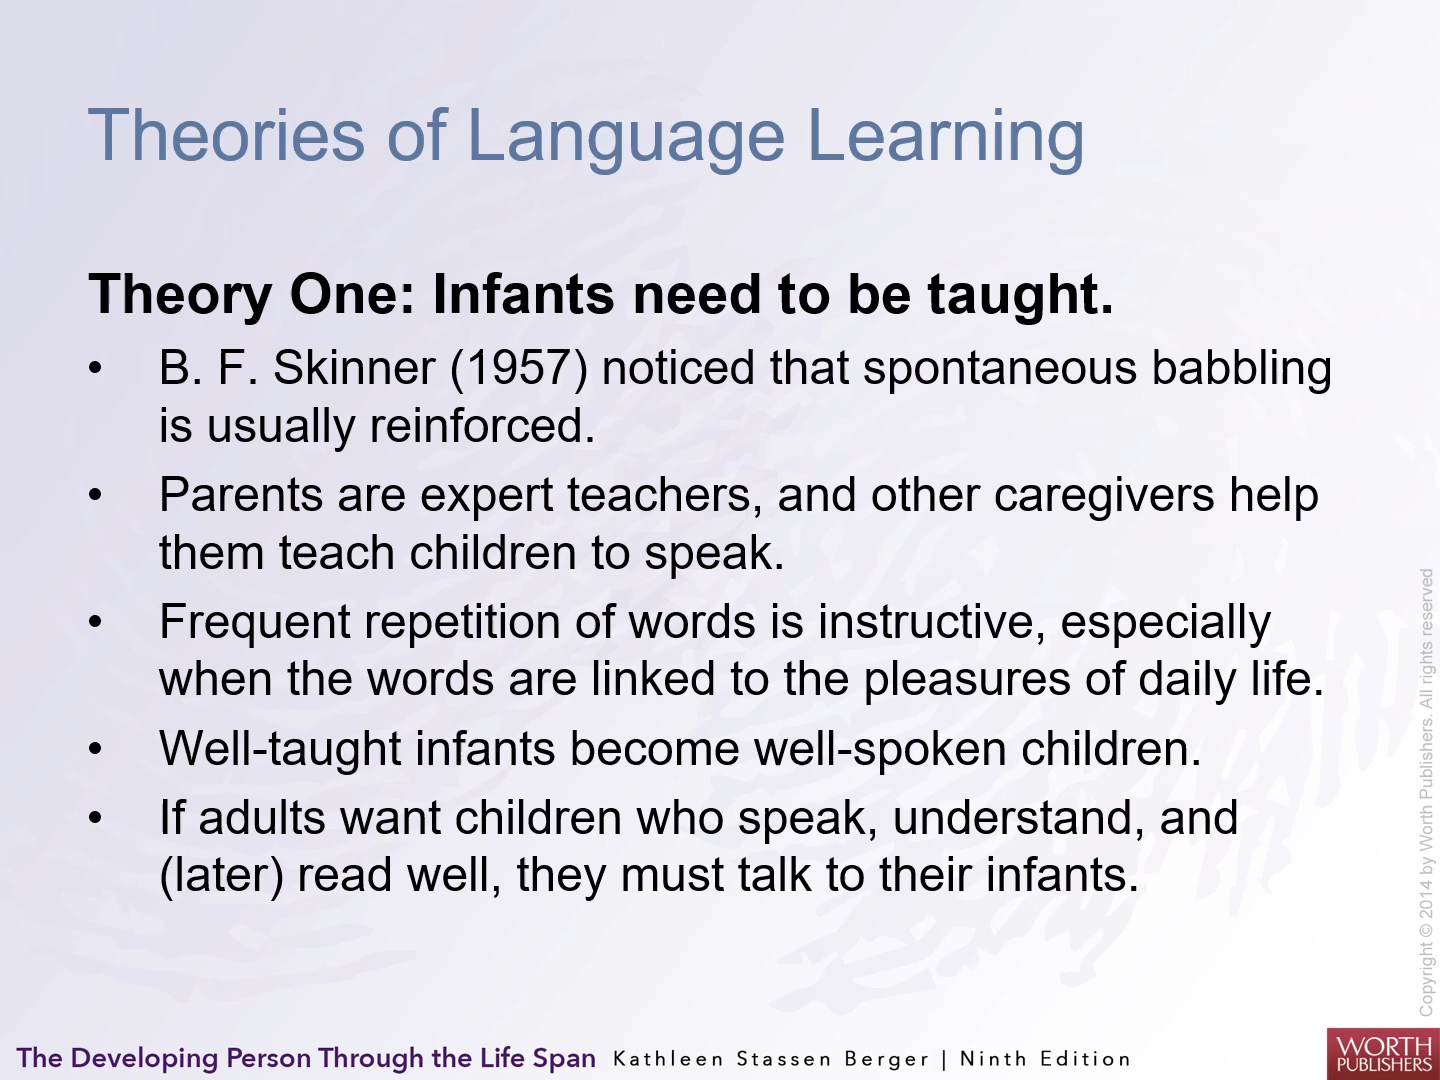 Theories of Language Learning
Theory One: Infants need to be taught.
• B. F. Skinner (1957) noticed that spontaneous babbling
is usually reinforced.
• Parents are expert teachers, and other caregivers help
them teach children to speak.
• Frequent repetition of words is instructive, especially
when the words are linked to the pleasures of daily life.
• Well-taught infants become well-spoken children.
• If adults want children who speak, understand, and
(later) read well, they must talk to their infants.
Copyright © 2014 by Worth Publishers. All rights reserved
The Developing Person Through the Life Span Kathleen Stassen Berger | Ninth Edition
WORTH
PUBLISHERS